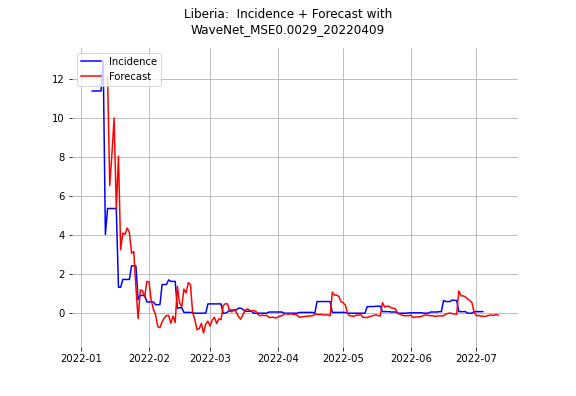 Liberia:  Incidence + Forecast with
WaveNet_MSE0.0029_20220409
Incidence
Forecast
12
10
8
6
4
2
0
2022-01 2022-02 2022-03 2022-04 2022-05 2022-06 2022-07